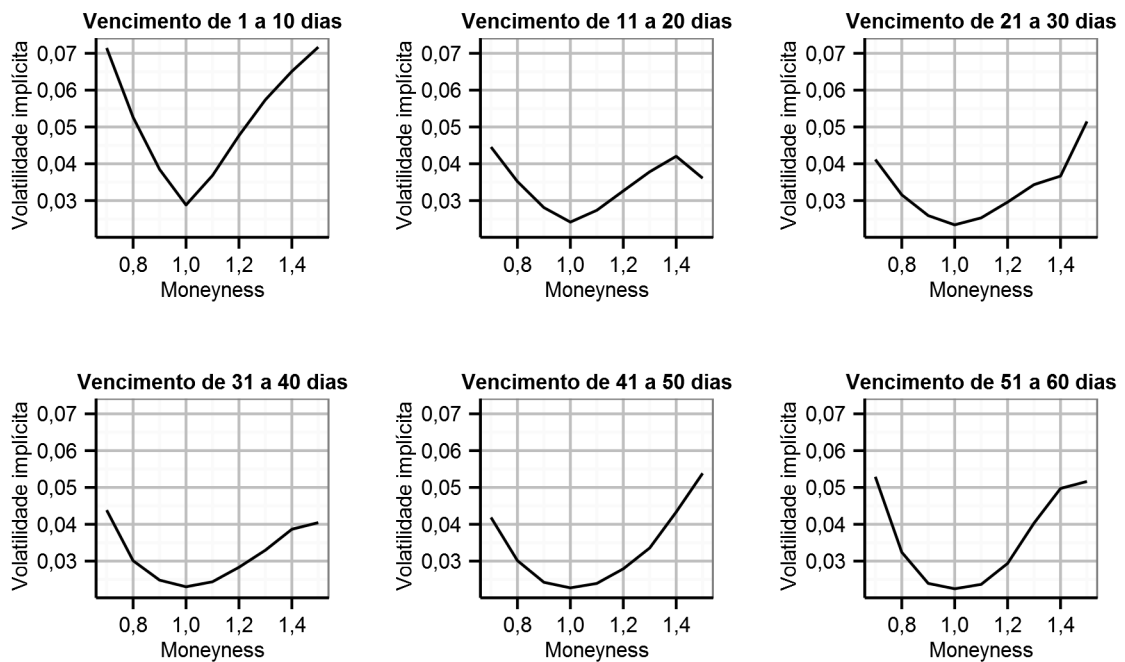 Vencimento de 1 a 10 dias
Volatilidade implícita
0,07
0,06
0,05
0,04
0,03
0,8 1,0 1,2 1,4
Moneyness
Vencimento de 11 a 20 dias
Volatilidade implícita
0,07
0,06
0,05
0,04
0,03
0,8 1,0 1,2 1,4
Moneyness
Vencimento de 21 a 30 dias
Volatilidade implícita
0,07
0,06
0,05
0,04
0,03
0,8 1,0 1,2 1,4
Moneyness
Vencimento de 31 a 40 dias
Volatilidade implícita
0,07
0,06
0,05
0,04
0,03
0,8 1,0 1,2 1,4
Moneyness
Vencimento de 41 a 50 dias
Volatilidade implícita
0,07
0,06
0,05
0,04
0,03
0,8 1,0 1,2 1,4
Moneyness
Vencimento de 51 a 60 dias
Volatilidade implícita
0,07
0,06
0,05
0,04
0,03
0,8 1,0 1,2 1,4
Moneyness